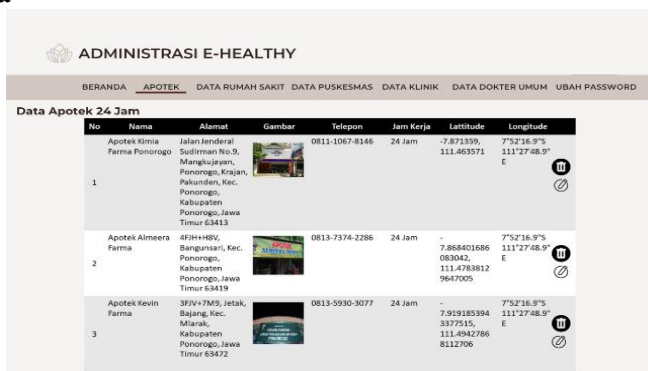 ADMINISTRASI E-HEALTHY
BERANDA APOTEK DATA RUMAH SAKIT DATA PUSKESMAS DATA KLINIK DATA DOKTER UMUM UBAH PASSWORD
Data Apotek 24 Jam
No Nama Alamat Gambar Telepon Jam Kerja Lattitude Longitude
Apotek Kimia Jalan Jenderal 0811-1067-8146 24 Jam -7.871359, 7°52'16.9"S
Farma Ponorogo Sudirman No.9, 111.463571 111°27'48.9"
Mangkujayan, E
Ponorogo, Krajan,
1 Pakunden, Kec.
Ponorogo,
Kabupaten
Ponorogo, Jawa
Timur 63413
Apotek Almeera 4FJH+H8V, 0813-7374-2286 24 Jam - 7°52'16.9"S
Farma Bangunsari, Kec. 7.868401686 111°27'48.9"
Ponorogo, 083042, E
2 Kabupaten 111.4783812
Ponorogo, Jawa 9647005
Timur 63419
Apotek Kevin 3FJV+7M9, Jetak, 0813-5930-3077 24 Jam - 7°52'16.9"S
Farma Bajang, Kec. 7.919185394 111°27'48.9"
Mlarak, 3377515, E
3 Kabupaten 111.4942786
Ponorogo, Jawa 8112706
Timur 63472